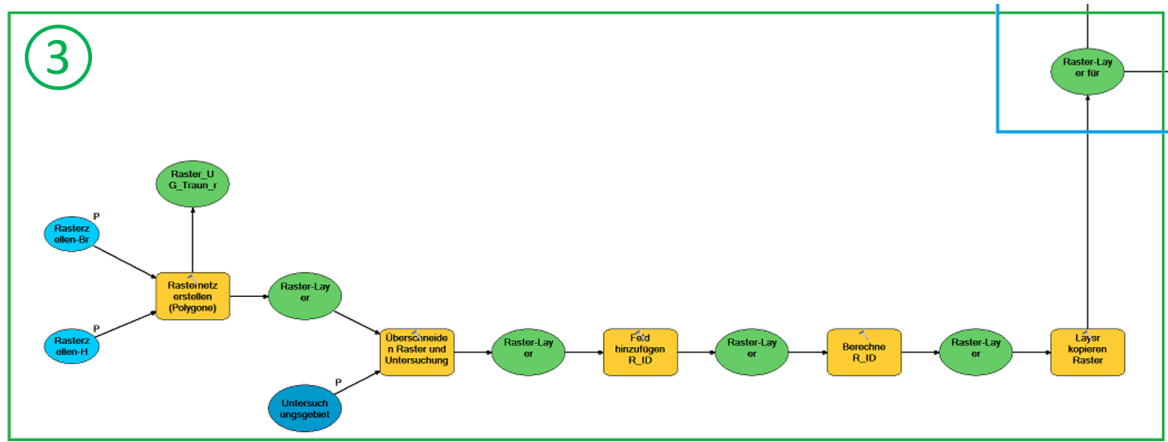 3
Raster-Lay
er für
Raster_U
G_Traun_r
P
Rasterz
ellen-Br
Rasternetz
erstellen
(Polygone)
Raster-Lay
er
P
Rasterz
ellen-H
Überschneide
n Raster und
Untersuchung
Raster-Lay
er
Feld
hinzufügen
R_ID
Raster-Lay
er
Berechne
R_ID
Raster-Lay
er
Layer
kopieren
Raster
P
Untersuch
ungsgebiet